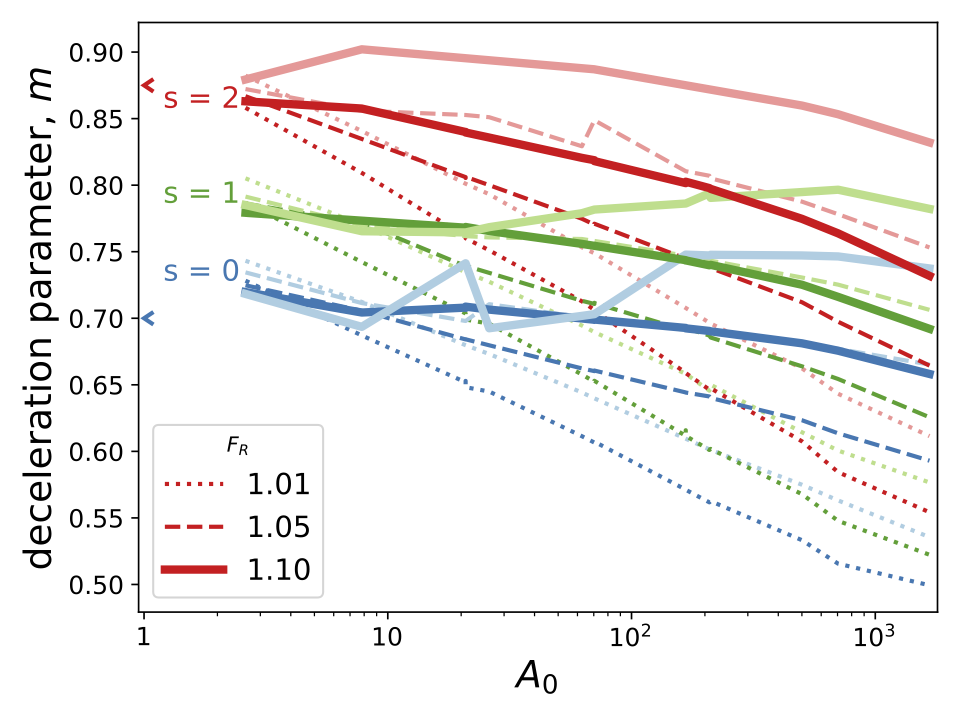 deceleration parameter, m
0.90
0.85
0.80
0.75
0.70
0.65
0.60
0.55
0.50
s = 2
s = 1
s = 0
F_R
1.01
1.05
1.10
1
10
10²
10³
A₀